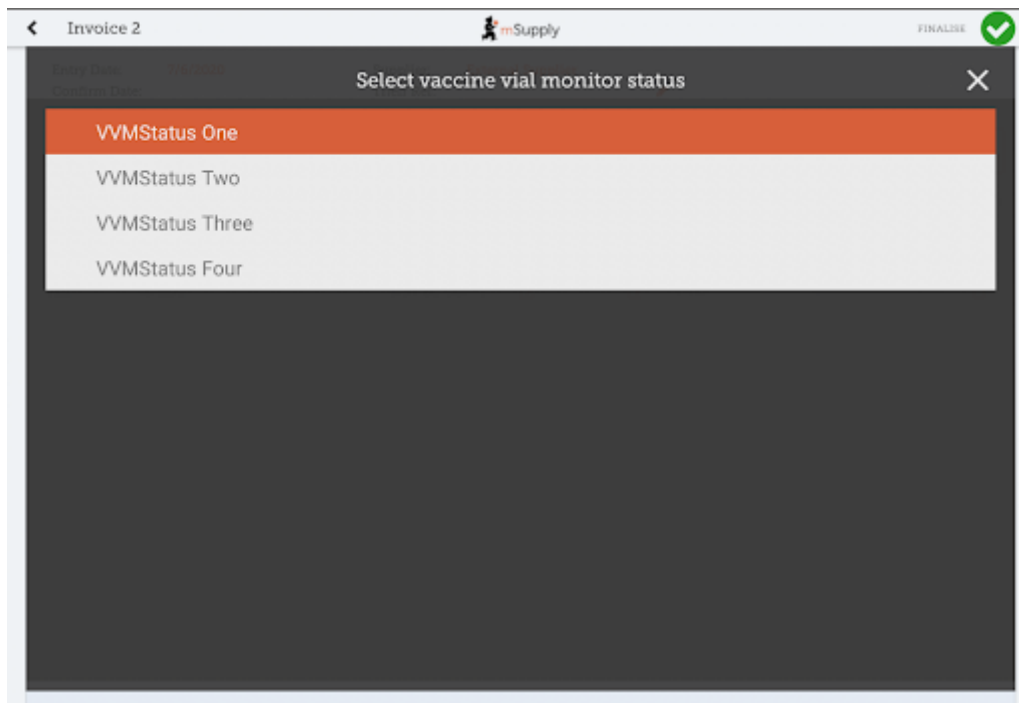 Invoice 2
mSupply
FINALISE
Select vaccine vial monitor status
VVMStatus One
VVMStatus Two
VVMStatus Three
VVMStatus Four